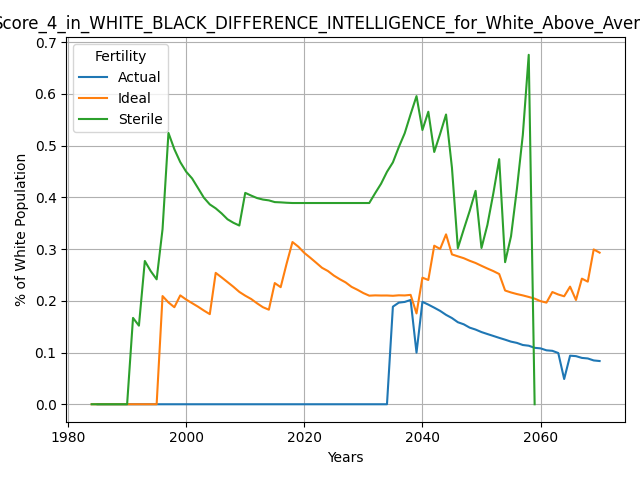 Score_4_in_WHITE_BLACK_DIFFERENCE_INTELLIGENCE_for_White_Above_Aver
0.7
0.6
0.5
0.4
0.3
0.2
0.1
0.0
% of White Population
Fertility
Actual
Ideal
Sterile
1980 2000 2020 2040 2060
Years